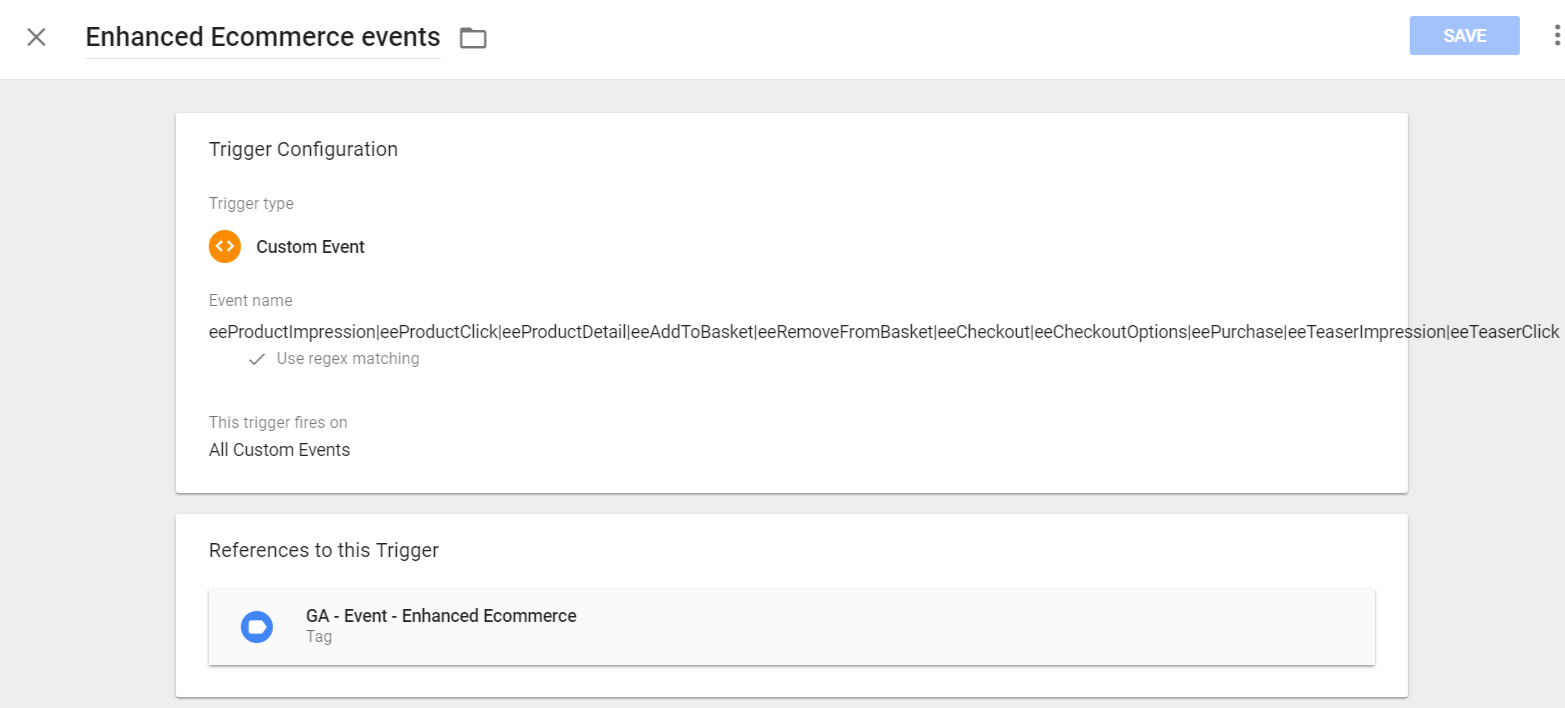 Enhanced Ecommerce events
SAVE
Trigger Configuration
Trigger type
Custom Event
Event name
eeProductImpression|eeProductClick|eeProductDetail|eeAddToBasket|eeRemoveFromBasket|eeCheckout|eeCheckoutOptions|eePurchase|eeTeaserImpression|eeTeaserClick
Use regex matching
This trigger fires on
All Custom Events
References to this Trigger
GA - Event - Enhanced Ecommerce
Tag